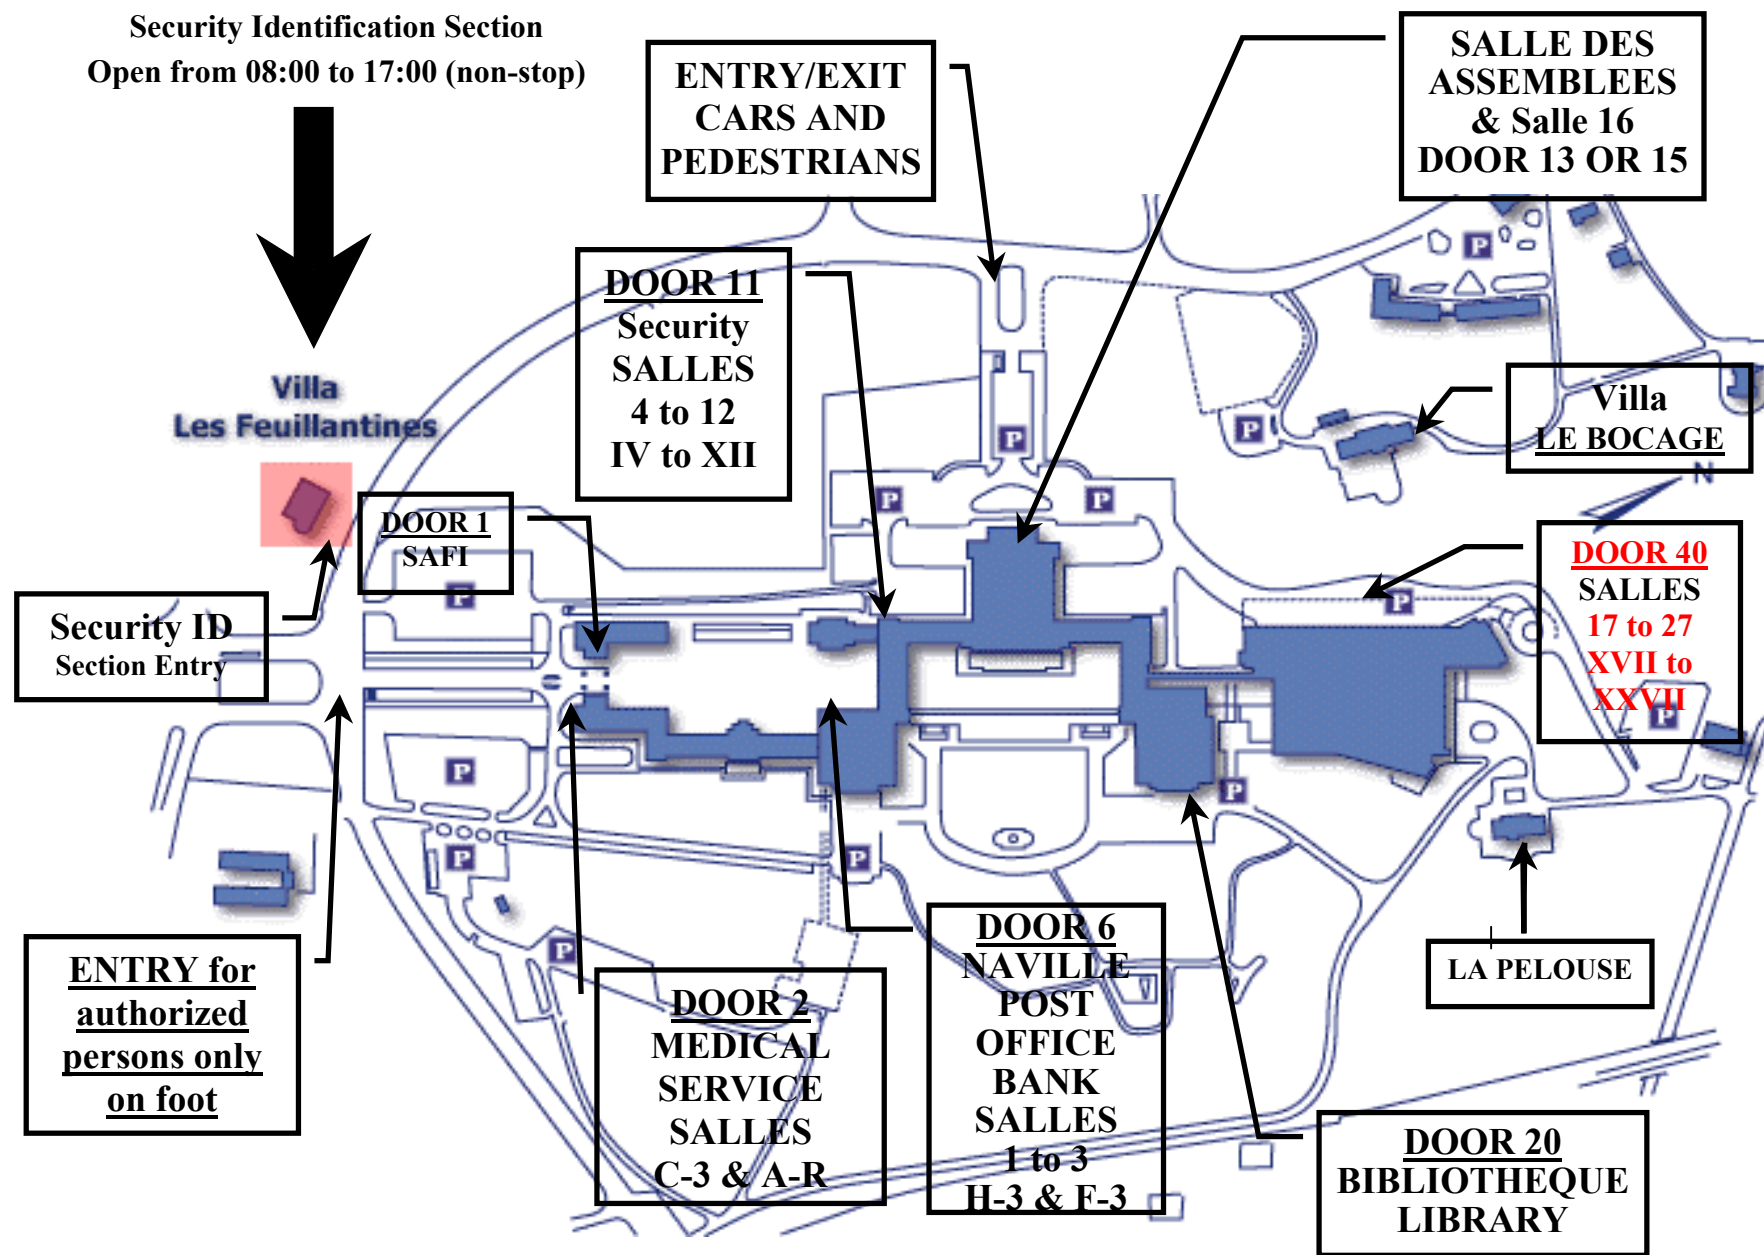 Security Identification Section
Open from 08:00 to 17:00 (non-stop)
ENTRY/EXIT
CARS AND
PEDESTRIANS
SALLE DES
ASSEMBLEES
& Salle 16
DOOR 13 OR 15
DOOR 11
Security
SALLES
4 to 12
IV to XII
Villa
Les Feuillantines
Villa
LE BOCAGE
N
DOOR 1
SAFI
DOOR 40
SALLES
17 to 27
XVII to
XXVII
Security ID
Section Entry
P
P
P
P
P
P
P
P
P
P
P
P
P
ENTRY for
authorized
persons only
on foot
DOOR 2
MEDICAL
SERVICE
SALLES
C-3 & A-R
DOOR 6
NAVILLE
POST
OFFICE
BANK
SALLES
1 to 3
H-3 & F-3
LA PELOUSE
DOOR 20
BIBLIOTHEQUE
LIBRARY